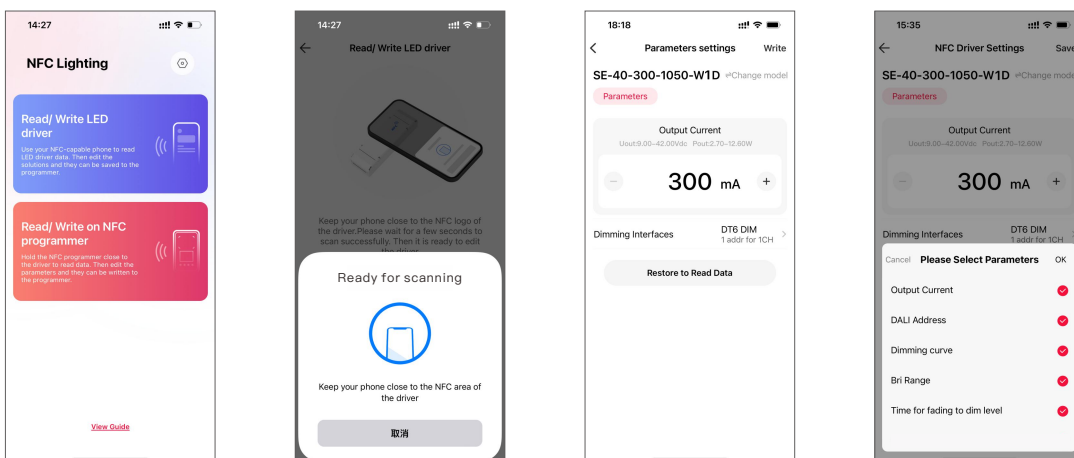 14:27
NFC Lighting
Read/ Write LED
driver
Use your NFC-capable phone to read
LED driver data. Then edit the
solutions and they can be saved to the
programmer.
Read/ Write on NFC
programmer
Hold the NFC programmer close to
the driver to read data. Then edit the
parameters and they can be written to
the programmer.
View Guide
14:27
Read/ Write LED driver
Keep your phone close to the NFC logo of
the driver.Please wait for a few seconds to
scan successfully. Then it is ready to edit
the driver
Ready for scanning
Keep your phone close to the NFC area of
the driver
取消
18:18
Parameters settings Write
SE-40-300-1050-W1D ⇌Change model
Parameters
Output Current
Uout:9.00~42.00Vdc Pout:2.70~12.60W
300 mA +
Dimming Interfaces DT6 DIM
1 addr for 1CH
Restore to Read Data
15:35
NFC Driver Settings Save
SE-40-300-1050-W1D ⇌Change mode
Parameters
Output Current
Uout:9.00~42.00Vdc Pout:2.70~12.60W
300 mA +
Dimming Interfaces DT6 DIM
1 addr for 1CH
Cancel Please Select Parameters OK
Output Current
DALI Address
Dimming curve
Bri Range
Time for fading to dim level